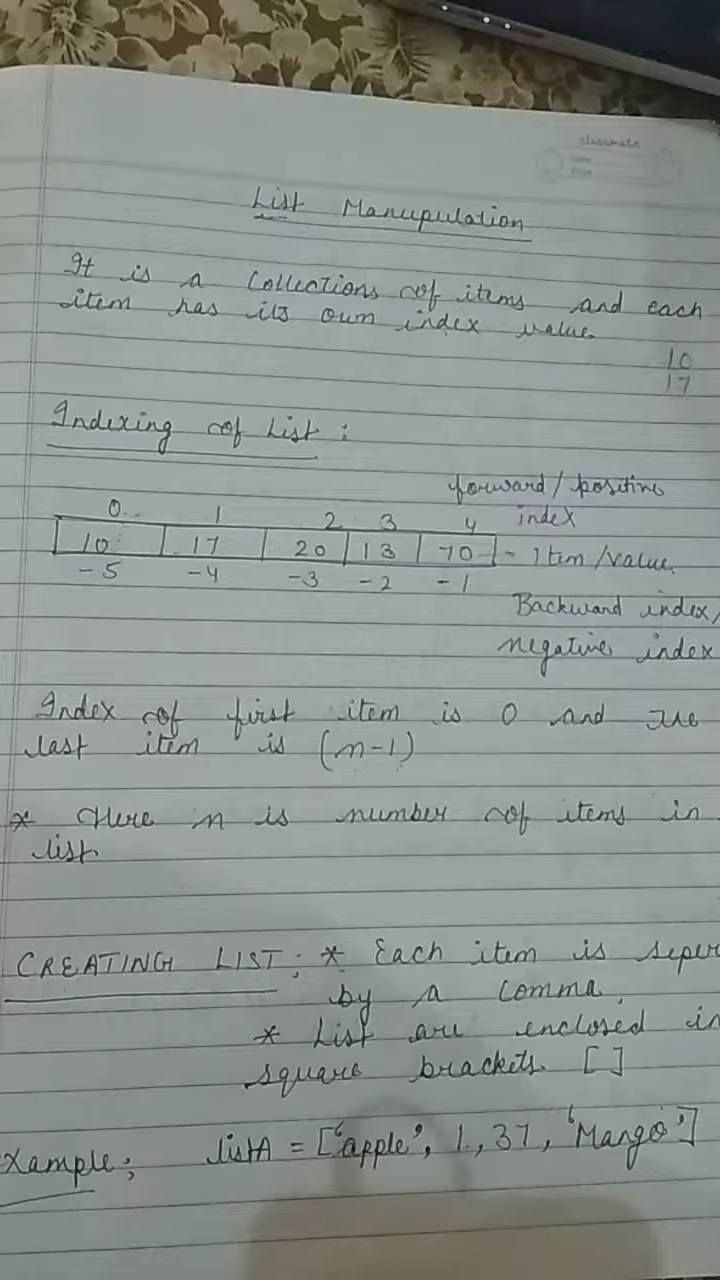 classmate
List Manupulation
It is a Collections of items and each
item has its own index value.
10
17
Indexing of List :
forward/positive
index
0 1 2 3 4
10 17 20 13 70 - Item/value.
-5 -4 -3 -2 -1
Backward index/
negative index
Index of first item is 0 and the
last item is (n-1)
* Here n is number of items in
list.
CREATING LIST: * Each item is seper
by a comma.
* List are enclosed in
square brackets. []
xample; listA = ['apple', 1, 37, 'Mango']